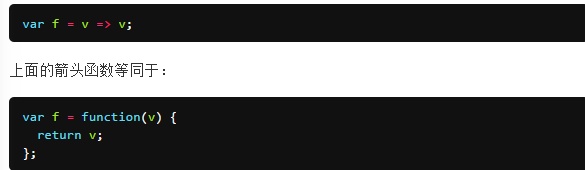 var f = v => v;
上面的箭头函数等同于：
var f = function(v) {
  return v;
};